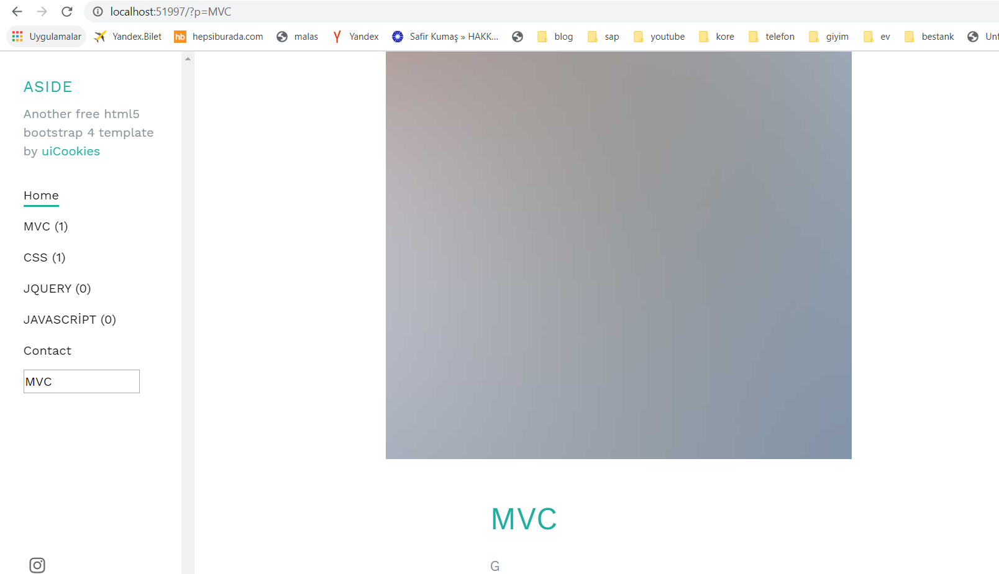 localhost:51997/?p=MVC
Uygulamalar Yandex.Bilet hb hepsiburada.com malas Yandex Safir Kumaş » HAKK... blog sap youtube kore telefon giyim ev bestank
ASIDE
Another free html5
bootstrap 4 template
by uiCookies
Home
MVC (1)
CSS (1)
JQUERY (0)
JAVASCRİPT (0)
Contact
MVC
MVC
G